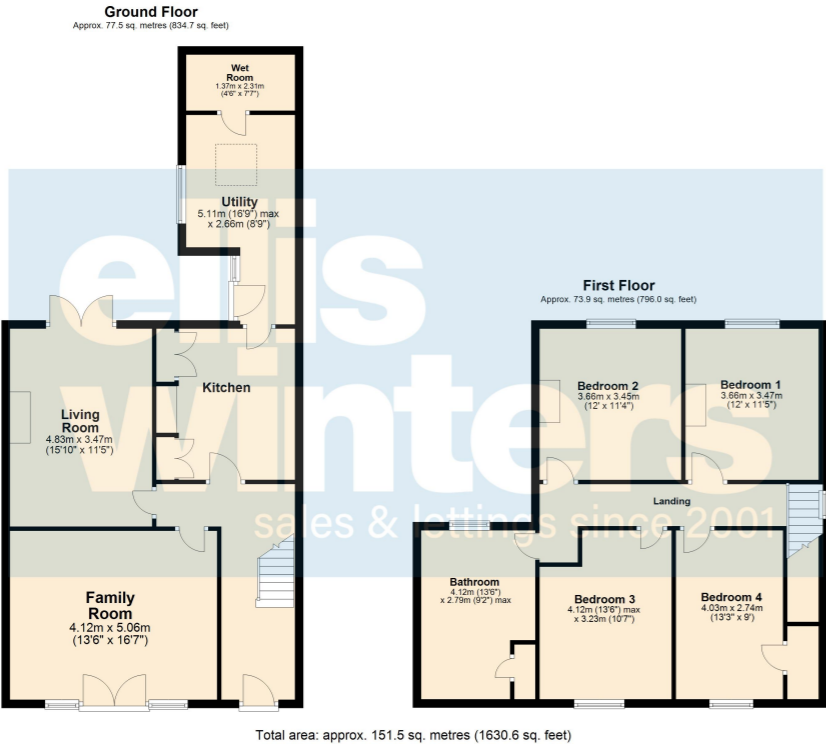 Ground Floor
Approx. 77.5 sq. metres (834.7 sq. feet)
Wet
Room
1.37m x 2.31m
(4'6" x 7'7")
Utility
5.11m (16'9") max
x 2.66m (8'9")
Kitchen
Living
Room
4.83m x 3.47m
(15'10" x 11'5")
Family
Room
4.12m x 5.06m
(13'6" x 16'7")
First Floor
Approx. 73.9 sq. metres (796.0 sq. feet)
Bedroom 2
3.66m x 3.45m
(12' x 11'4")
Bedroom 1
3.66m x 3.47m
(12' x 11'5")
Landing
Bathroom
4.12m (13'6")
x 2.79m (9'2") max
Bedroom 3
4.12m (13'6") max
x 3.23m (10'7")
Bedroom 4
4.03m x 2.74m
(13'3" x 9')
ellis
winters
sales & lettings since 2001
Total area: approx. 151.5 sq. metres (1630.6 sq. feet)